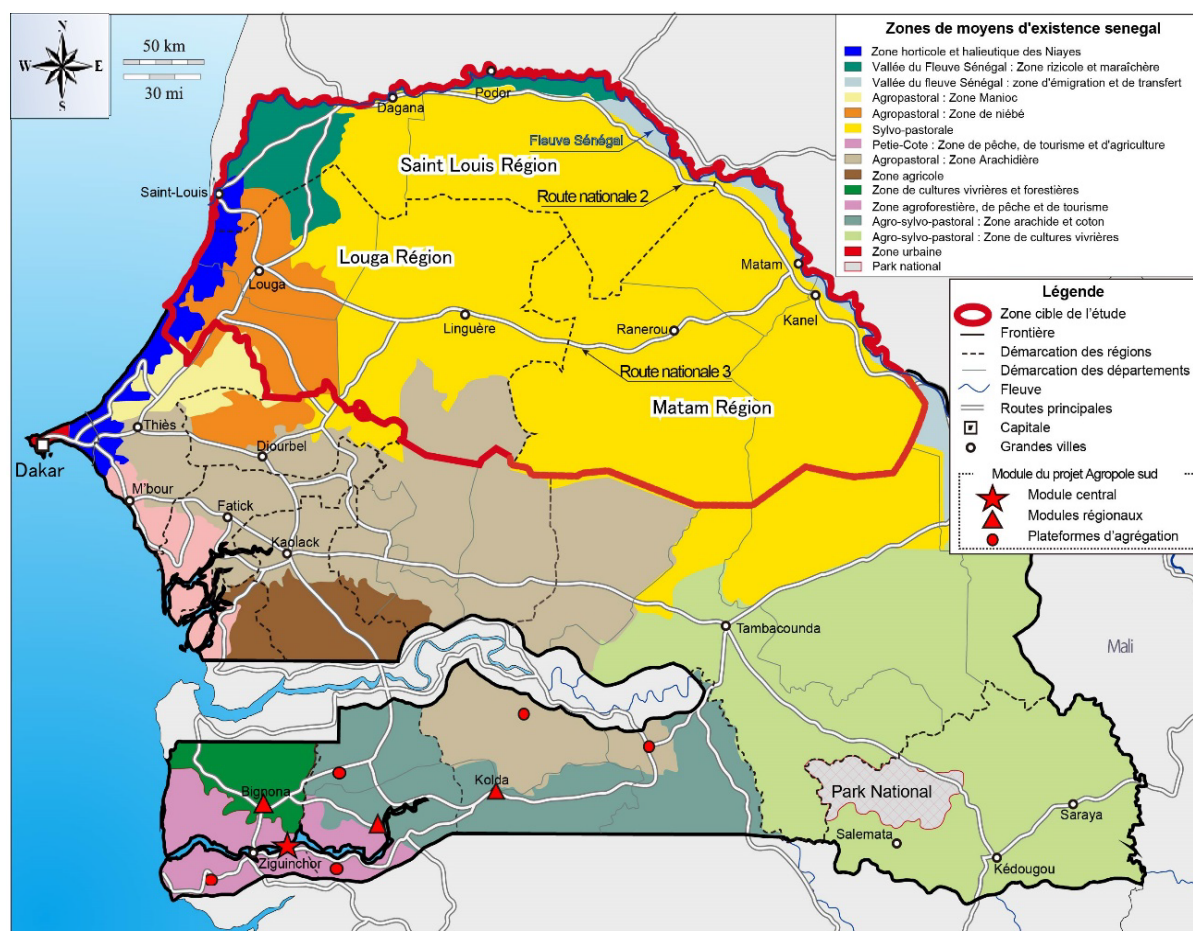 N
W E
S
50 km
30 mi
Zones de moyens d'existence senegal
Zone horticole et halieutique des Niayes
Vallée du Fleuve Sénégal : Zone rizicole et maraîchère
Vallée du fleuve Sénégal : zone d'émigration et de transfert
Agropastoral : Zone Manioc
Agropastoral : Zone de niébé
Sylvo-pastorale
Petie-Cote : Zone de pêche, de tourisme et d'agriculture
Agropastoral : Zone Arachidière
Zone agricole
Zone de cultures vivrières et forestières
Zone agroforestière, de pêche et de tourisme
Agro-sylvo-pastoral : Zone arachide et coton
Agro-sylvo-pastoral : Zone de cultures vivrières
Zone urbaine
Park national
Légende
Zone cible de l'étude
Frontière
Démarcation des régions
Démarcation des départements
Fleuve
Routes principales
Capitale
Grandes villes
Module du projet Agropole sud
Module central
Modules régionaux
Plateformes d'agrégation
Podor
Dagana
Fleuve Sénégal
Saint Louis Région
Saint-Louis
Route nationale 2
Louga Région
Matam
Louga
Kanel
Linguère
Ranerou
Route nationale 3
Matam Région
Thiès
Diourbel
Dakar
M'bour
Fatick
Kaolack
Tambacounda
Mali
Kolda
Bignona
Park National
Saraya
Salemata
Ziguinchor
Kédougou